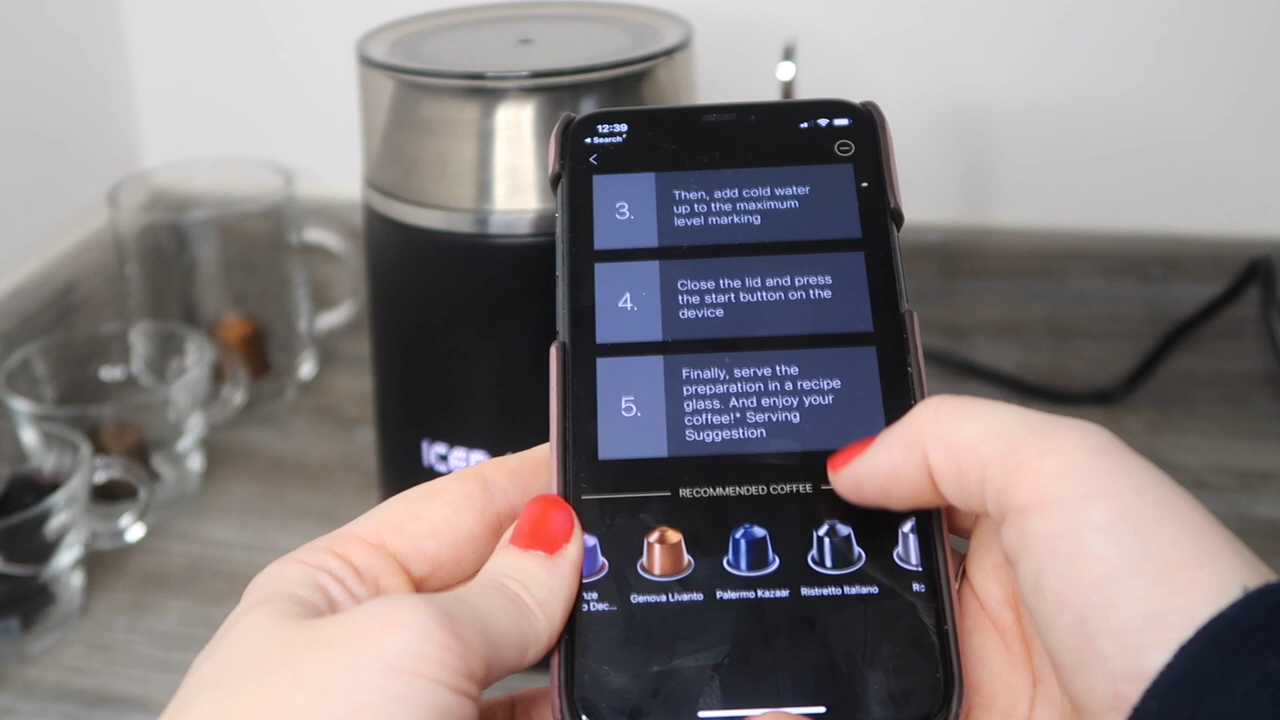 12:39
Search
3.
Then, add cold water
up to the maximum
level marking
4.
Close the lid and press
the start button on the
device
5.
Finally, serve the
preparation in a recipe
glass. And enjoy your
coffee!* Serving
Suggestion
RECOMMENDED COFFEE
Genova Livanto
Palermo Kazaar
Ristretto Italiano
Dec...
ICED